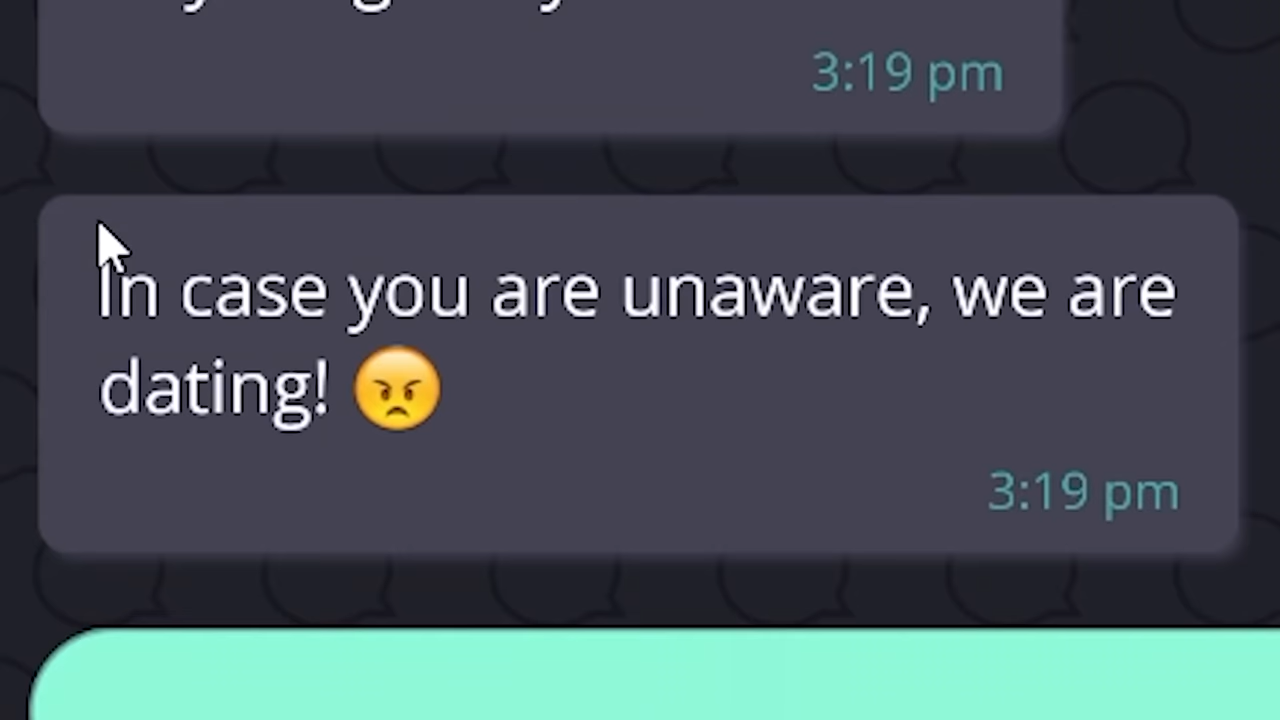 3:19 pm
In case you are unaware, we are
dating! 😠
3:19 pm